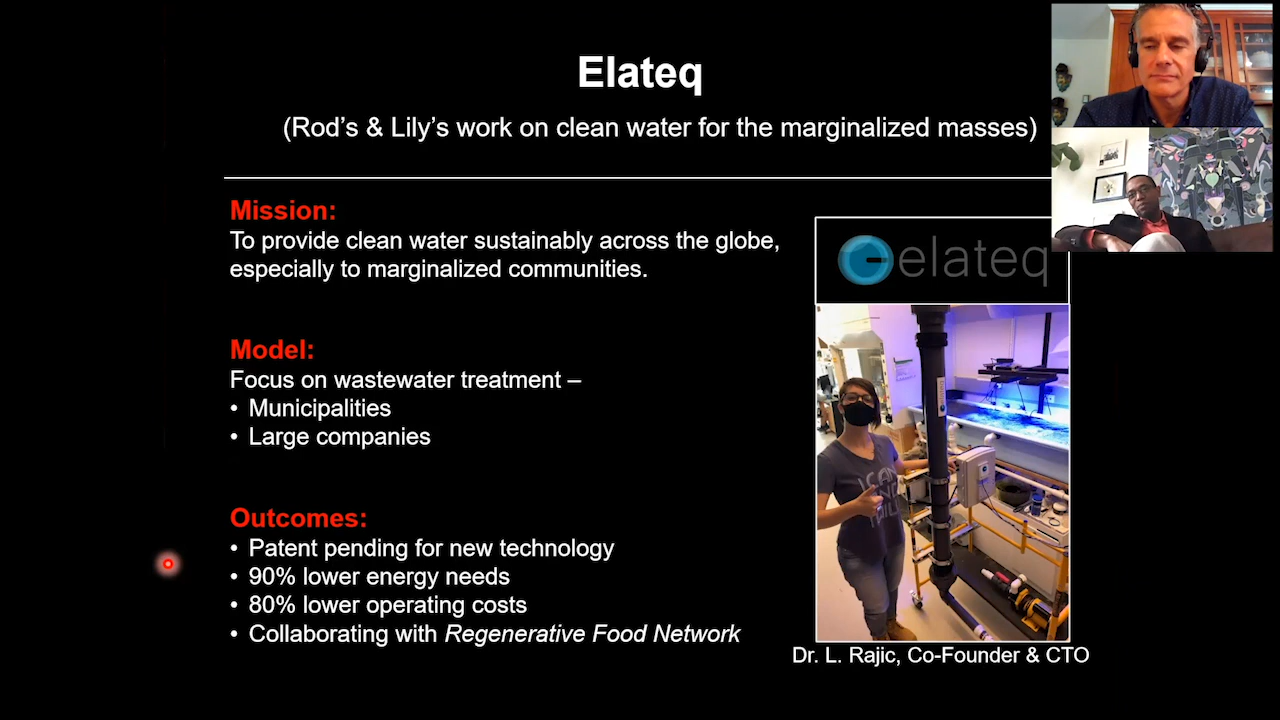 Elateq
(Rod's & Lily's work on clean water for the marginalized masses)
Mission:
To provide clean water sustainably across the globe,
especially to marginalized communities.
elateq
Model:
Focus on wastewater treatment –
• Municipalities
• Large companies
Outcomes:
• Patent pending for new technology
• 90% lower energy needs
• 80% lower operating costs
• Collaborating with Regenerative Food Network
I CAN
Dr. L. Rajic, Co-Founder & CTO